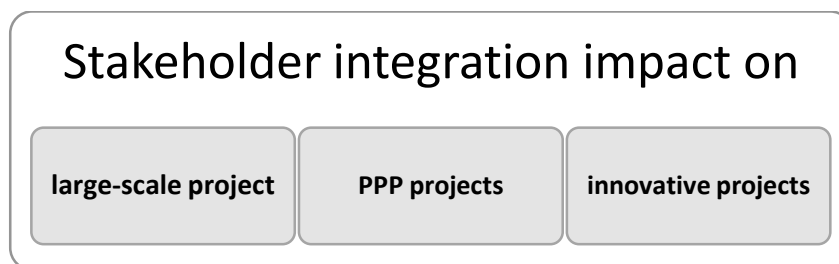 Stakeholder integration impact on
large-scale project
PPP projects
innovative projects